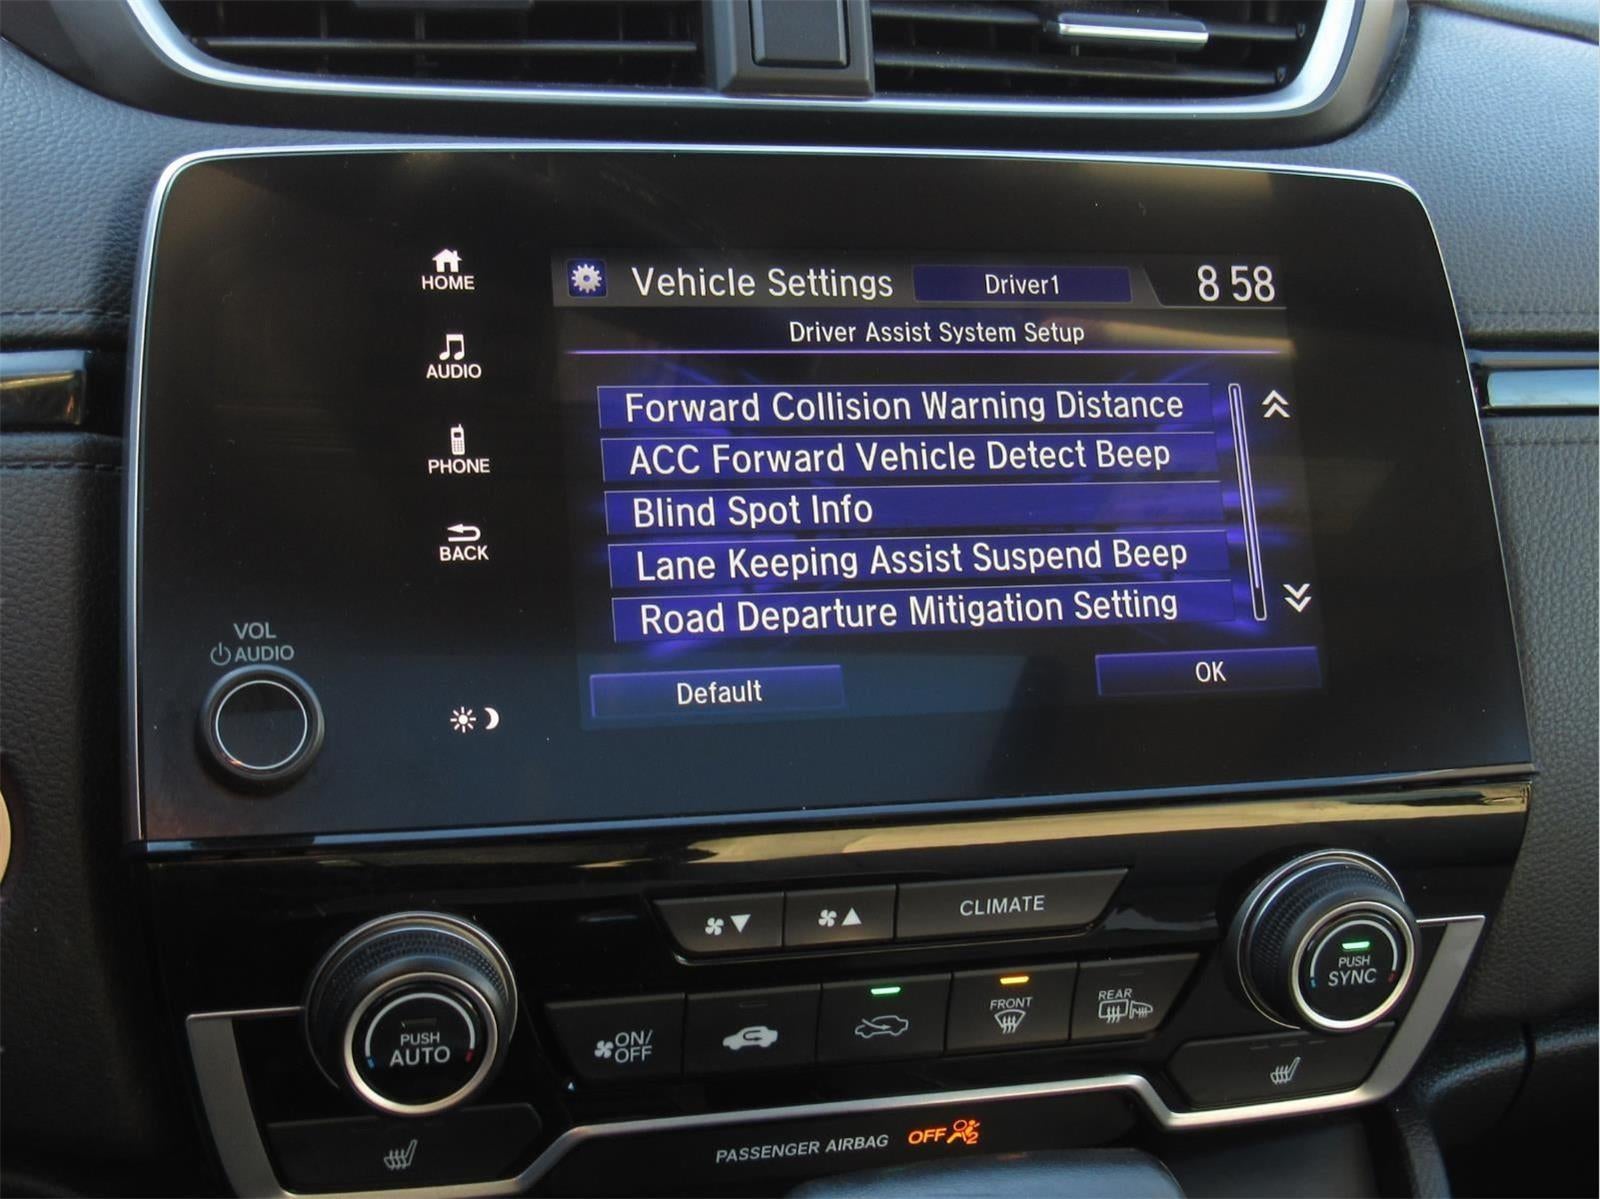 HOME
AUDIO
PHONE
BACK
VOL
AUDIO
Vehicle Settings
Driver1
8 58
Driver Assist System Setup
Forward Collision Warning Distance
ACC Forward Vehicle Detect Beep
Blind Spot Info
Lane Keeping Assist Suspend Beep
Road Departure Mitigation Setting
Default
OK
CLIMATE
PUSH
AUTO
ON/
OFF
FRONT
REAR
PUSH
SYNC
PASSENGER AIRBAG OFF 2